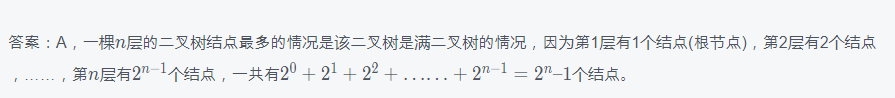 答案：A，一棵n层的二叉树结点最多的情况是该二叉树是满二叉树的情况，因为第1层有1个结点(根节点)，第2层有2个结点
，……，第n层有2^{n-1}个结点，一共有2^0 + 2^1 + 2^2 + …… + 2^{n-1} = 2^n–1个结点。